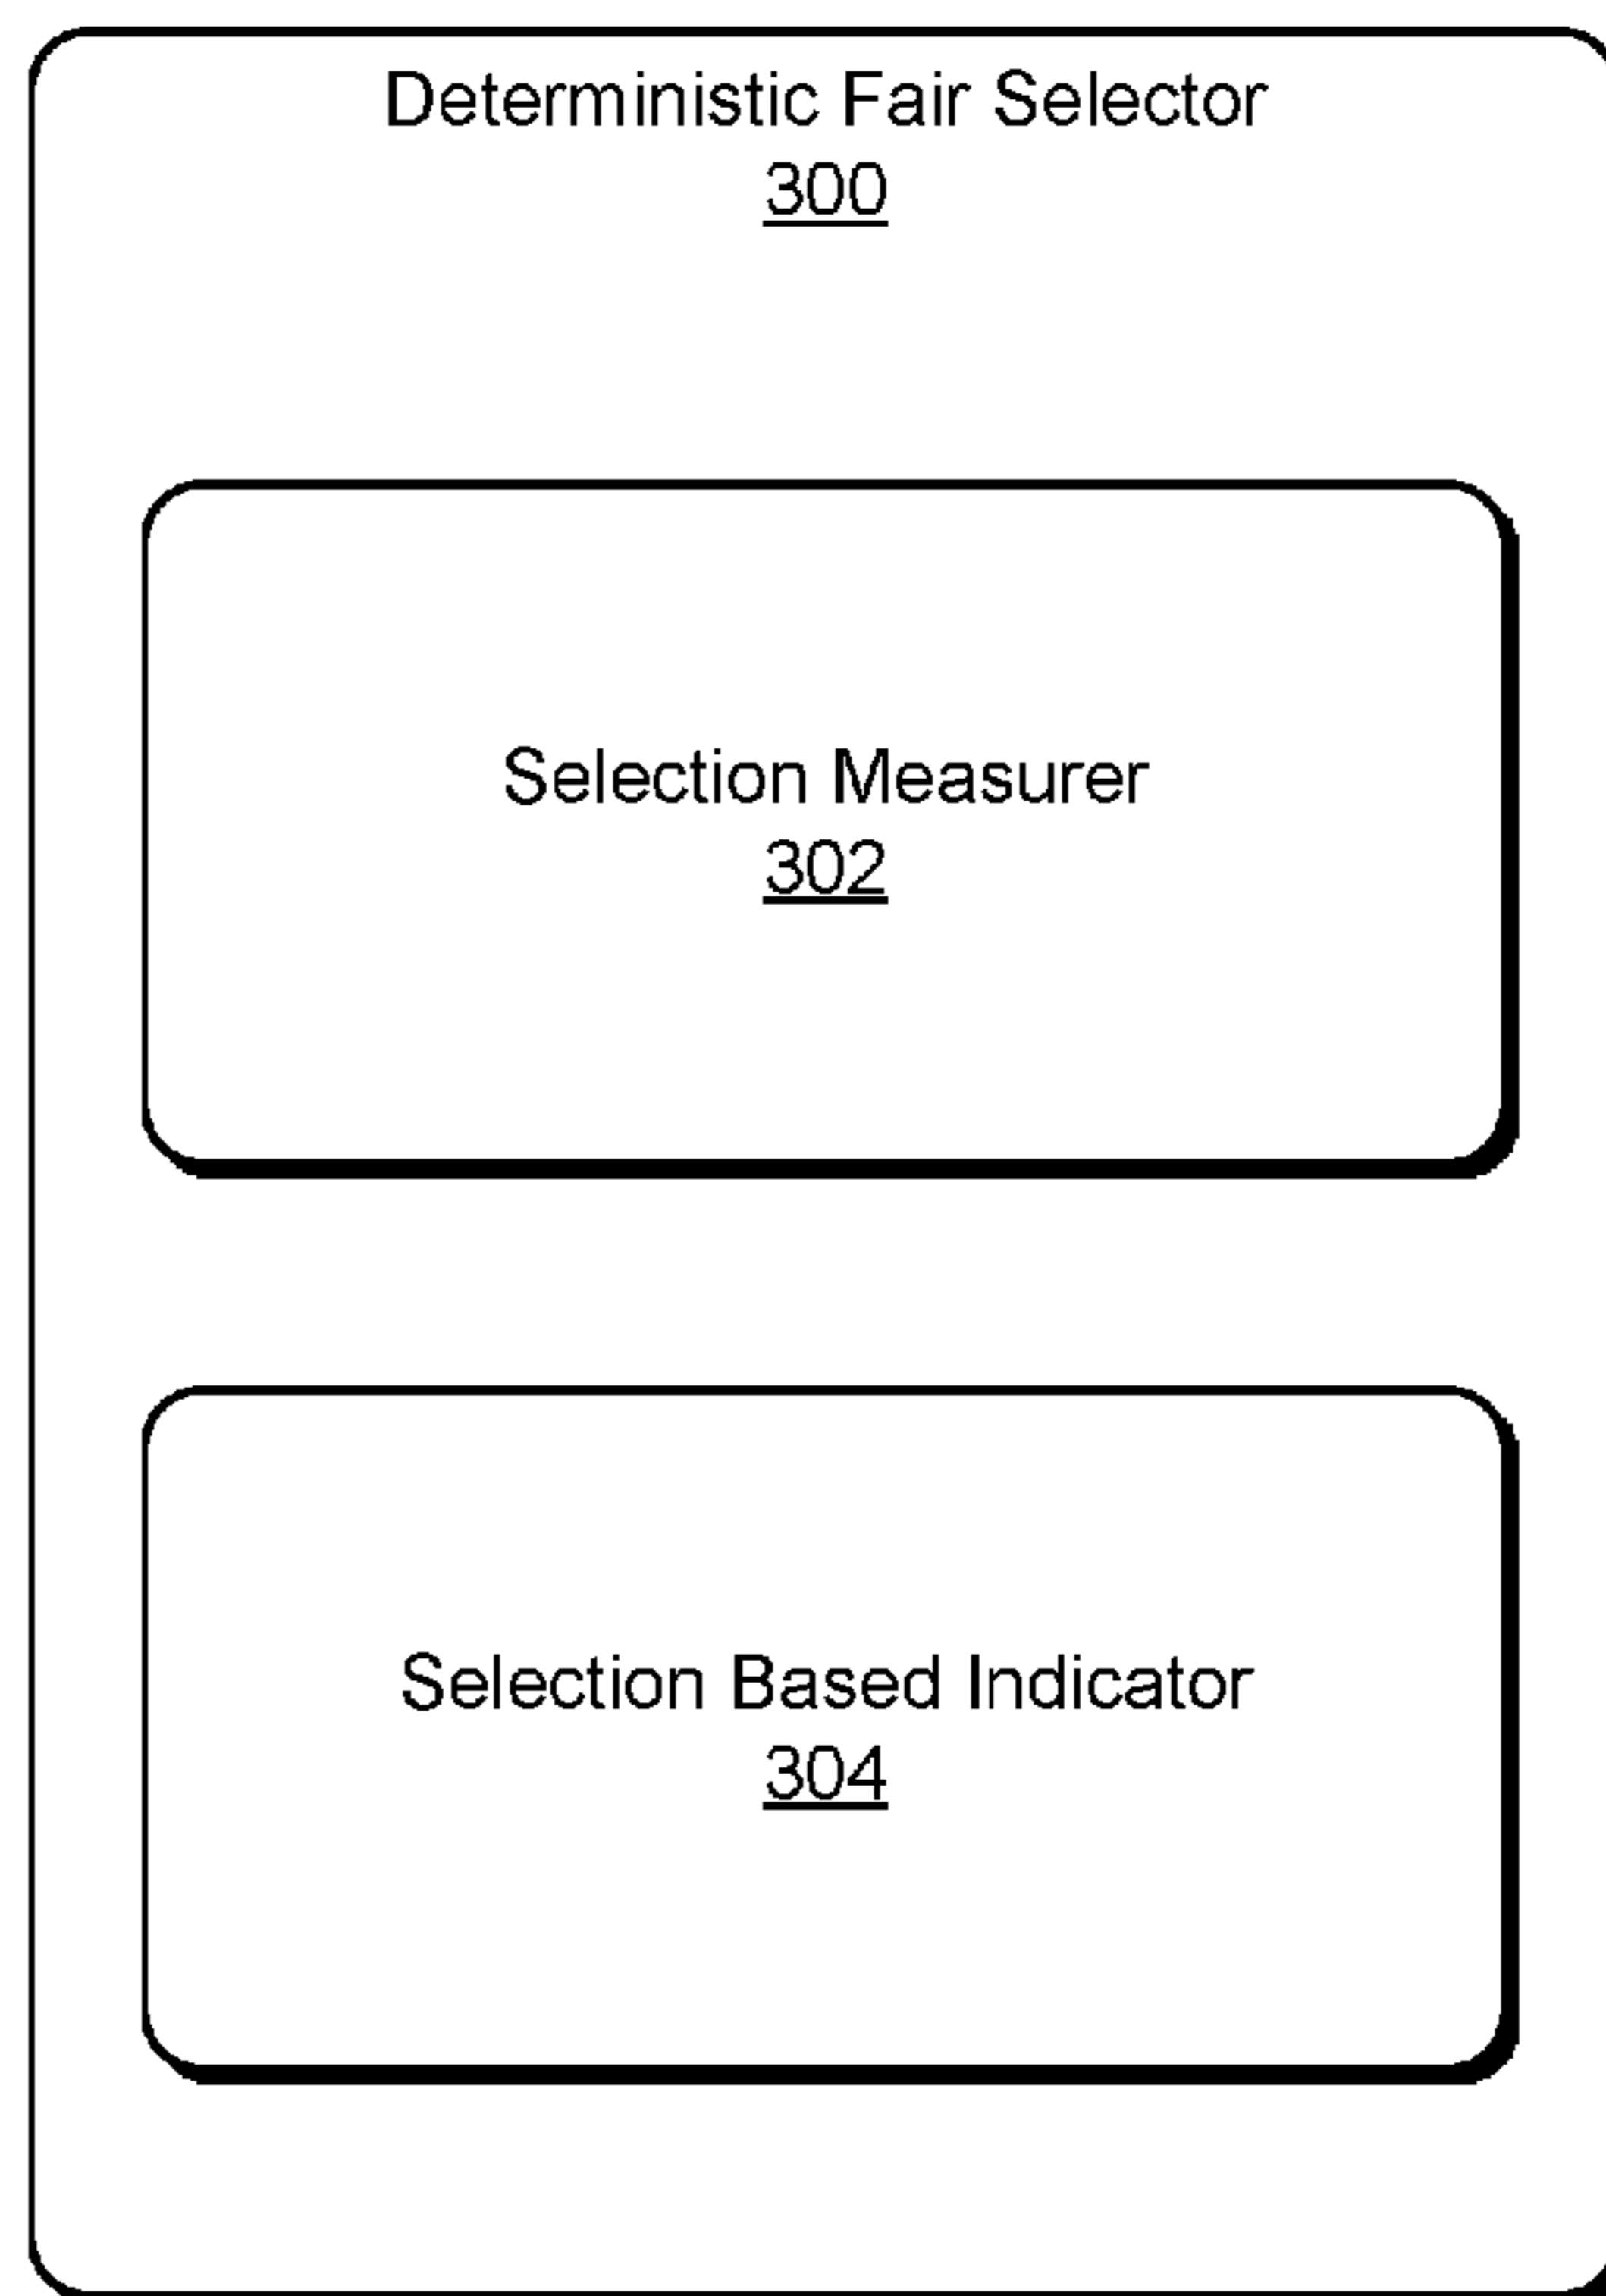 Deterministic Fair Selector
300
Selection Measurer
302
Selection Based Indicator
304